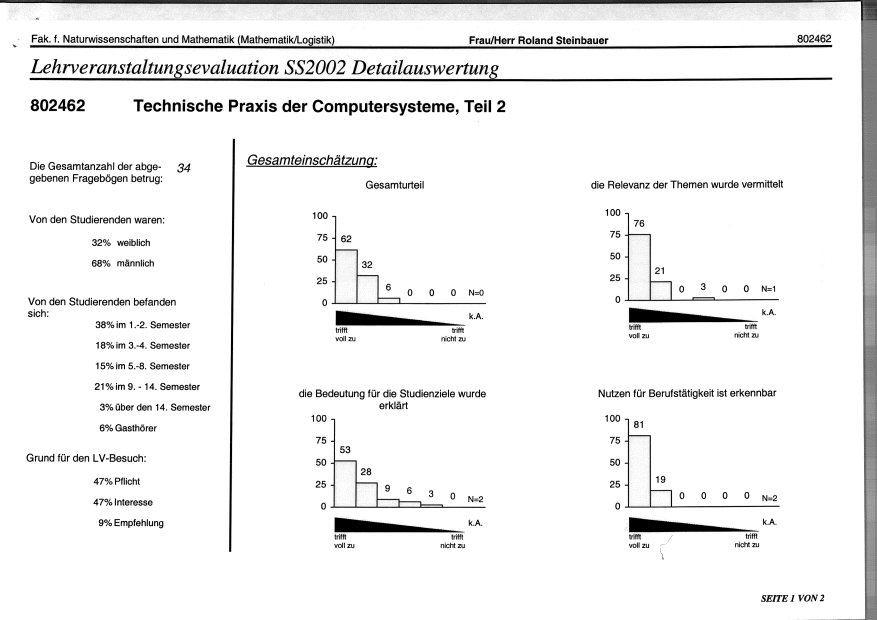 Fak. f. Naturwissenschaften und Mathematik (Mathematik/Logistik) Frau/Herr Roland Steinbauer 802462
Lehrveranstaltungsevaluation SS2002 Detailauswertung
802462 Technische Praxis der Computersysteme, Teil 2
Die Gesamtanzahl der abge- 34
gebenen Fragebögen betrug:
Von den Studierenden waren:
32% weiblich
68% männlich
Von den Studierenden befanden
sich:
38% im 1.-2. Semester
18% im 3.-4. Semester
15% im 5.-8. Semester
21% im 9. - 14. Semester
3% über den 14. Semester
6% Gasthörer
Grund für den LV-Besuch:
47% Pflicht
47% Interesse
9% Empfehlung
Gesamteinschätzung:
Gesamturteil
100
75
50
25
0
62 32 6 0 0 0 N=0
k.A.
trifft trifft
voll zu nicht zu
die Relevanz der Themen wurde vermittelt
100
75
50
25
0
76 21 0 3 0 0 N=1
k.A.
trifft trifft
voll zu nicht zu
die Bedeutung für die Studienziele wurde
erklärt
100
75
50
25
0
53 28 9 6 3 0 N=2
k.A.
trifft trifft
voll zu nicht zu
Nutzen für Berufstätigkeit ist erkennbar
100
75
50
25
0
81 19 0 0 0 0 N=2
k.A.
trifft trifft
voll zu nicht zu
SEITE 1 VON 2